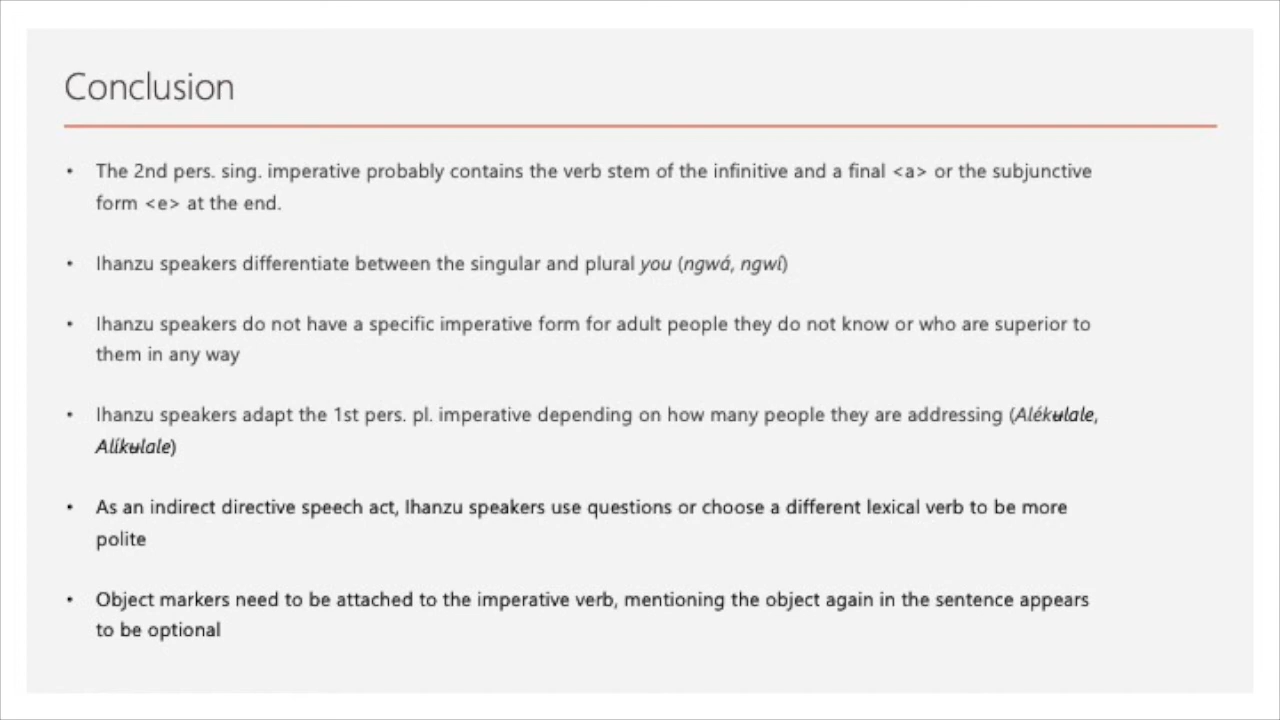 Conclusion
• The 2nd pers. sing. imperative probably contains the verb stem of the infinitive and a final <a> or the subjunctive
form <e> at the end.
• Ihanzu speakers differentiate between the singular and plural you (ngwá, ngwí)
• Ihanzu speakers do not have a specific imperative form for adult people they do not know or who are superior to
them in any way
• Ihanzu speakers adapt the 1st pers. pl. imperative depending on how many people they are addressing (Alékʉlale,
Alíkʉlale)
• As an indirect directive speech act, Ihanzu speakers use questions or choose a different lexical verb to be more
polite
• Object markers need to be attached to the imperative verb, mentioning the object again in the sentence appears
to be optional